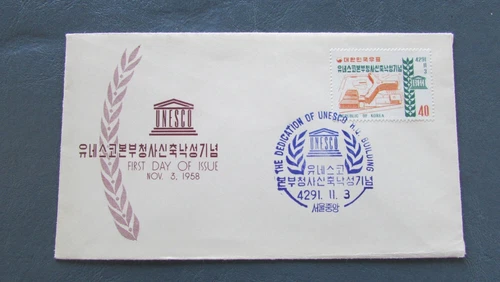 UNESCO
유네스코본부청사신축낙성기념
FIRST DAY OF ISSUE
NOV. 3, 1958
대한민국우표
유네스코본부청사신축낙성기념
4291
OF KOREA
40
THE DEDICATION OF UNESCO H.Q. BUILDING
UNESCO
유네스코
본부청사신축낙성기념
4291. 11. 3
서울중앙